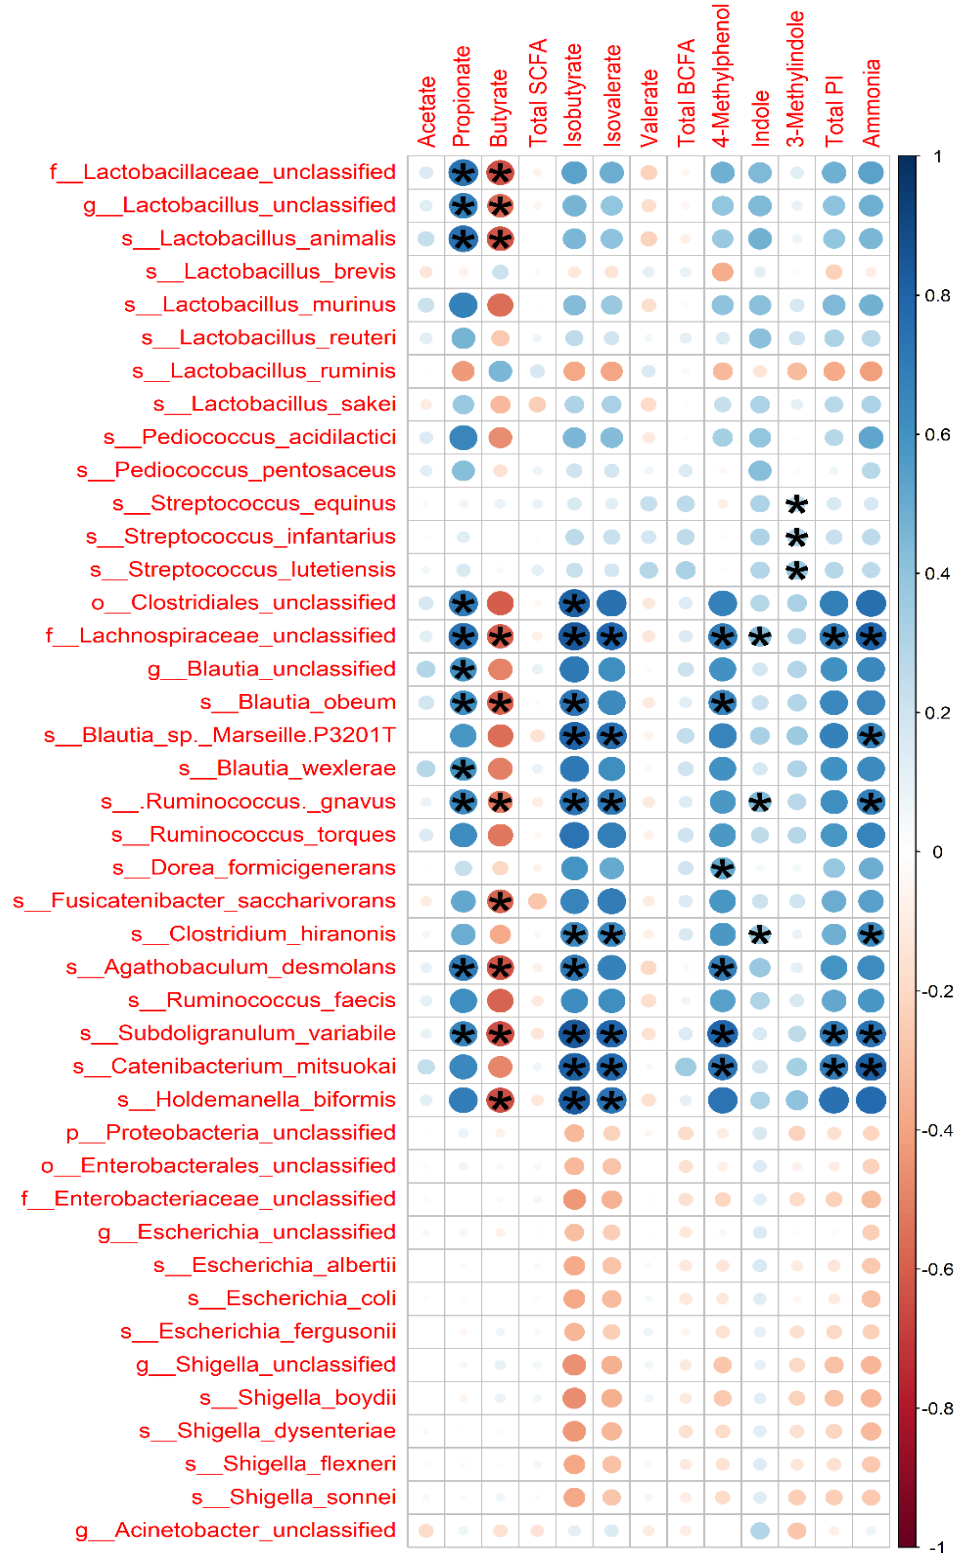 Acetate
Propionate
Butyrate
Total SCFA
Isobutyrate
Isovalerate
Valerate
Total BCFA
4-Methylphenol
Indole
3-Methylindole
Total PI
Ammonia
f__Lactobacillaceae_unclassified
g__Lactobacillus_unclassified
s__Lactobacillus_animalis
s__Lactobacillus_brevis
s__Lactobacillus_murinus
s__Lactobacillus_reuteri
s__Lactobacillus_ruminis
s__Lactobacillus_sakei
s__Pediococcus_acidilactici
s__Pediococcus_pentosaceus
s__Streptococcus_equinus
s__Streptococcus_infantarius
s__Streptococcus_lutetiensis
o__Clostridiales_unclassified
f__Lachnospiraceae_unclassified
g__Blautia_unclassified
s__Blautia_obeum
s__Blautia_sp._Marseille.P3201T
s__Blautia_wexlerae
s__.Ruminococcus._gnavus
s__Ruminococcus_torques
s__Dorea_formicigenerans
s__Fusicatenibacter_saccharivorans
s__Clostridium_hiranonis
s__Agathobaculum_desmolans
s__Ruminococcus_faecis
s__Subdoligranulum_variabile
s__Catenibacterium_mitsuokai
s__Holdemanella_biformis
p__Proteobacteria_unclassified
o__Enterobacterales_unclassified
f__Enterobacteriaceae_unclassified
g__Escherichia_unclassified
s__Escherichia_albertii
s__Escherichia_coli
s__Escherichia_fergusonii
g__Shigella_unclassified
s__Shigella_boydii
s__Shigella_dysenteriae
s__Shigella_flexneri
s__Shigella_sonnei
g__Acinetobacter_unclassified
1
0.8
0.6
0.4
0.2
0
-0.2
-0.4
-0.6
-0.8
-1